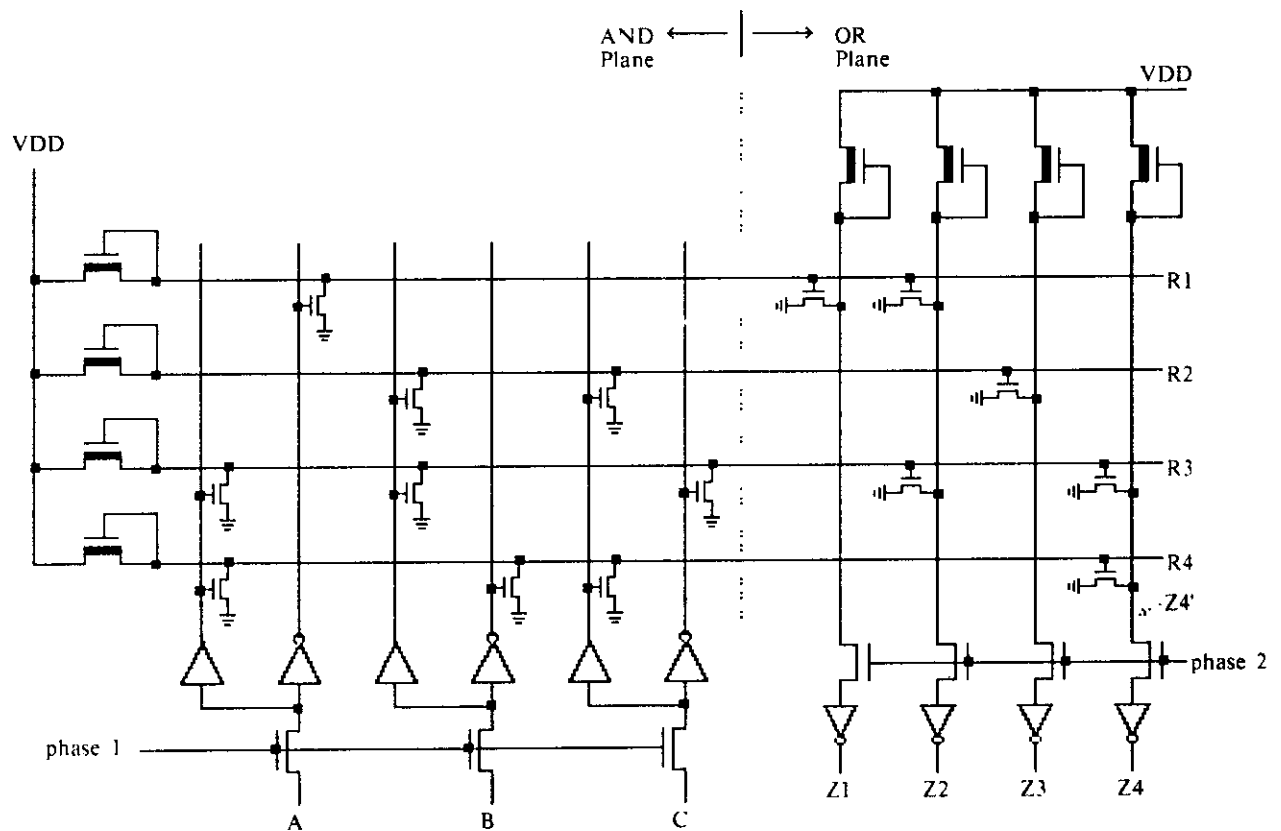 AND OR
Plane Plane
VDD
VDD
R1
R2
R3
R4
Z4'
phase 2
phase 1
Z1 Z2 Z3 Z4
A B C